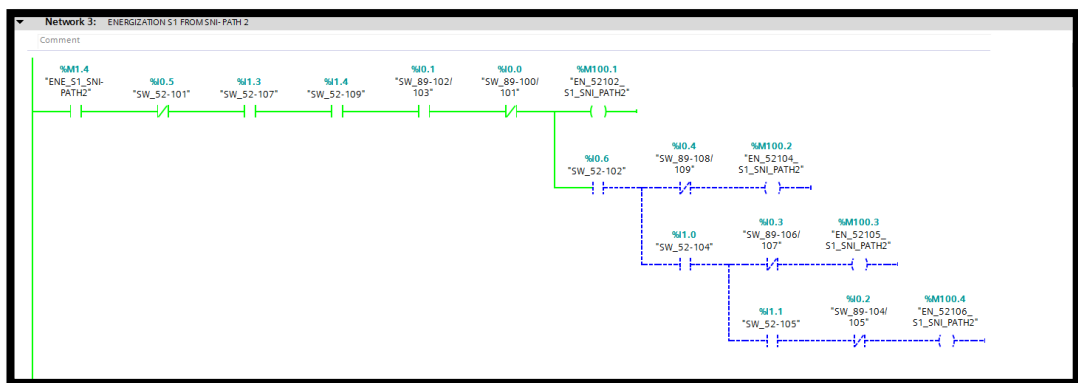 Network 3: ENERGIZATION S1 FROM SNI- PATH 2
Comment
%M1.4
"ENE_S1_SNI-
PATH2"
%I0.5
"SW_52-101"
%I1.3
"SW_52-107"
%I1.4
"SW_52-109"
%I0.1
"SW_89-102/
103"
%I0.0
"SW_89-100/
101"
%M100.1
"EN_52102_
S1_SNI_PATH2"
%I0.6
"SW_52-102"
%I0.4
"SW_89-108/
109"
%M100.2
"EN_52104_
S1_SNI_PATH2"
%I1.0
"SW_52-104"
%I0.3
"SW_89-106/
107"
%M100.3
"EN_52105_
S1_SNI_PATH2"
%I1.1
"SW_52-105"
%I0.2
"SW_89-104/
105"
%M100.4
"EN_52106_
S1_SNI_PATH2"